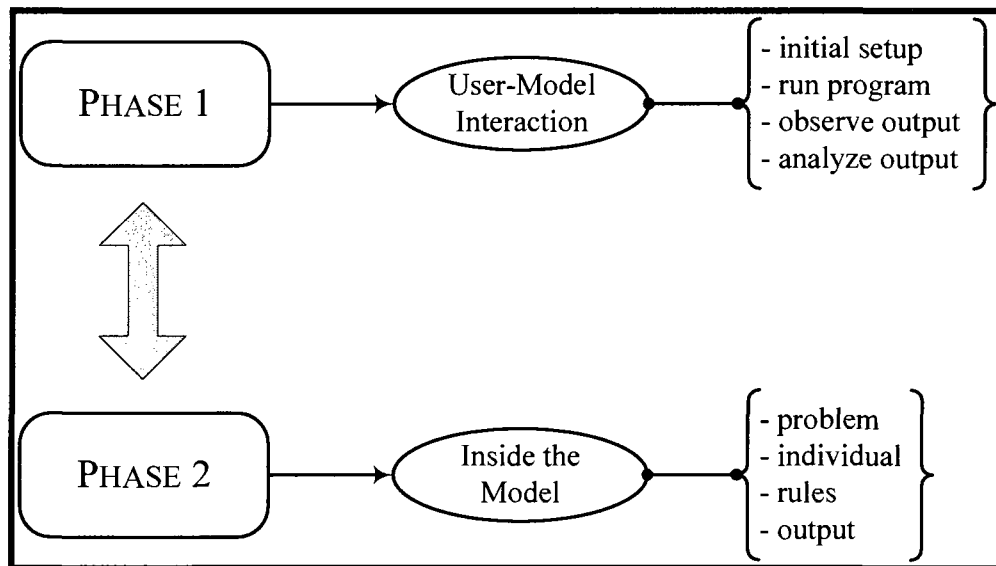 PHASE 1
User-Model
Interaction
- initial setup
- run program
- observe output
- analyze output
PHASE 2
Inside the
Model
- problem
- individual
- rules
- output